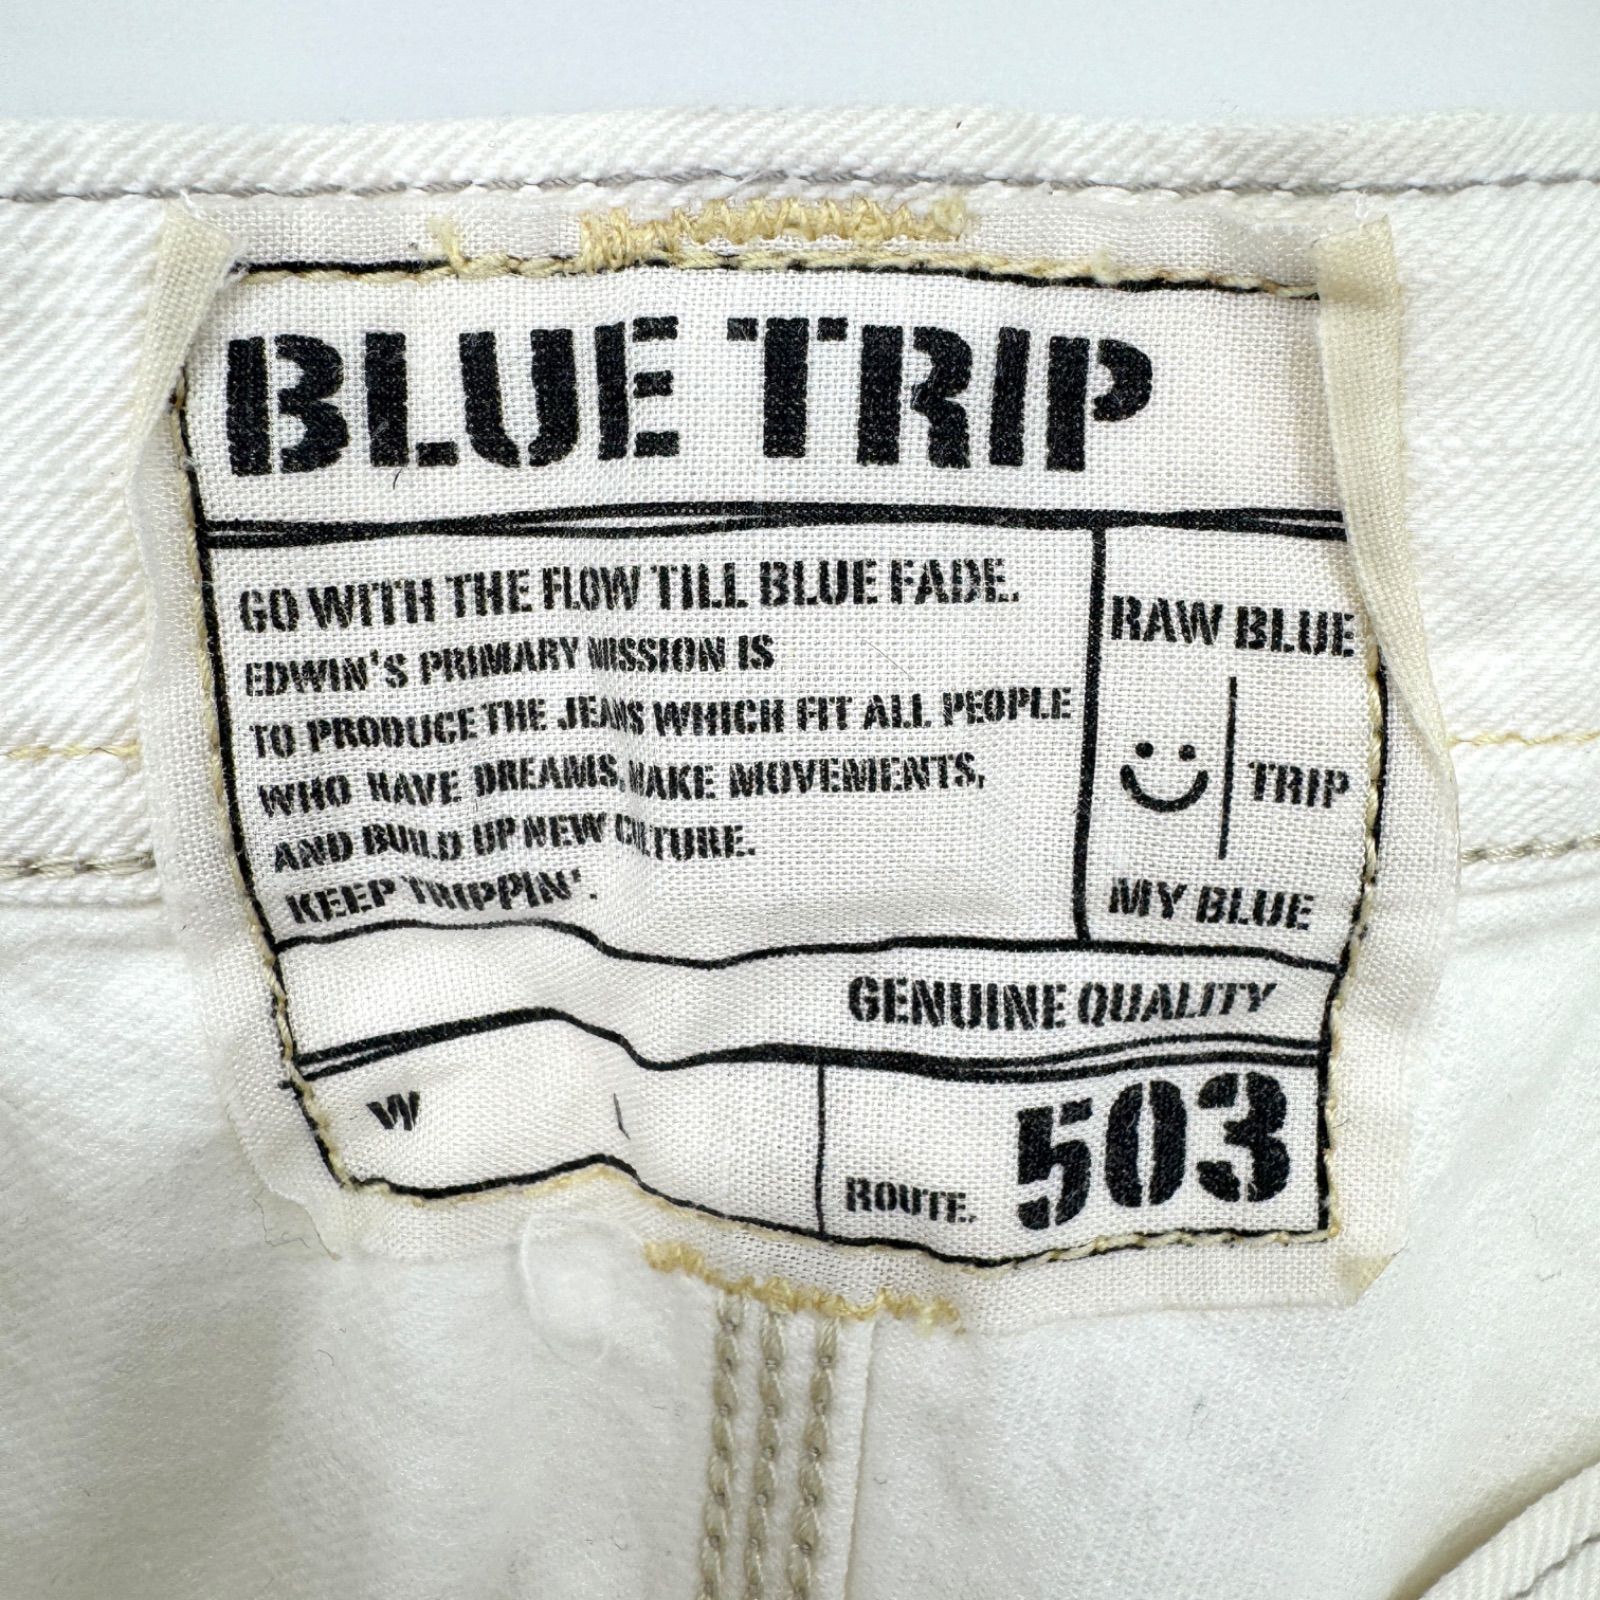 BLUE TRIP
GO WITH THE FLOW TILL BLUE FADE.
EDWIN'S PRIMARY MISSION IS
TO PRODUCE THE JEANS WHICH FIT ALL PEOPLE
WHO HAVE DREAMS, MAKE MOVEMENTS,
AND BUILD UP NEW CULTURE.
KEEP TRIPPIN'.
RAW BLUE
TRIP
MY BLUE
GENUINE QUALITY
W
ROUTE. 503